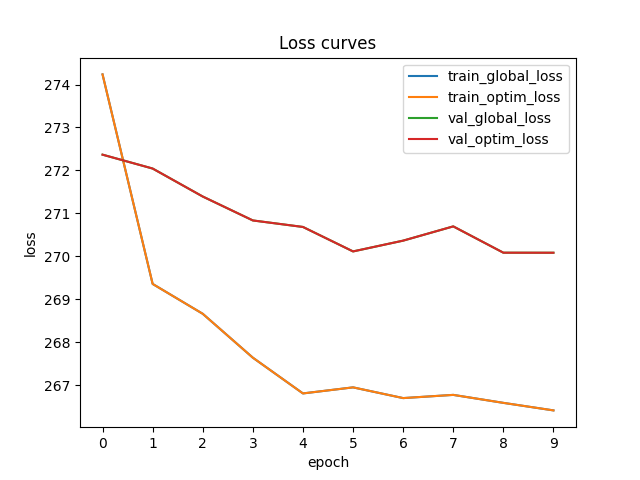 Loss curves
train_global_loss
train_optim_loss
val_global_loss
val_optim_loss
274
273
272
271
270
269
268
267
loss
0 1 2 3 4 5 6 7 8 9
epoch